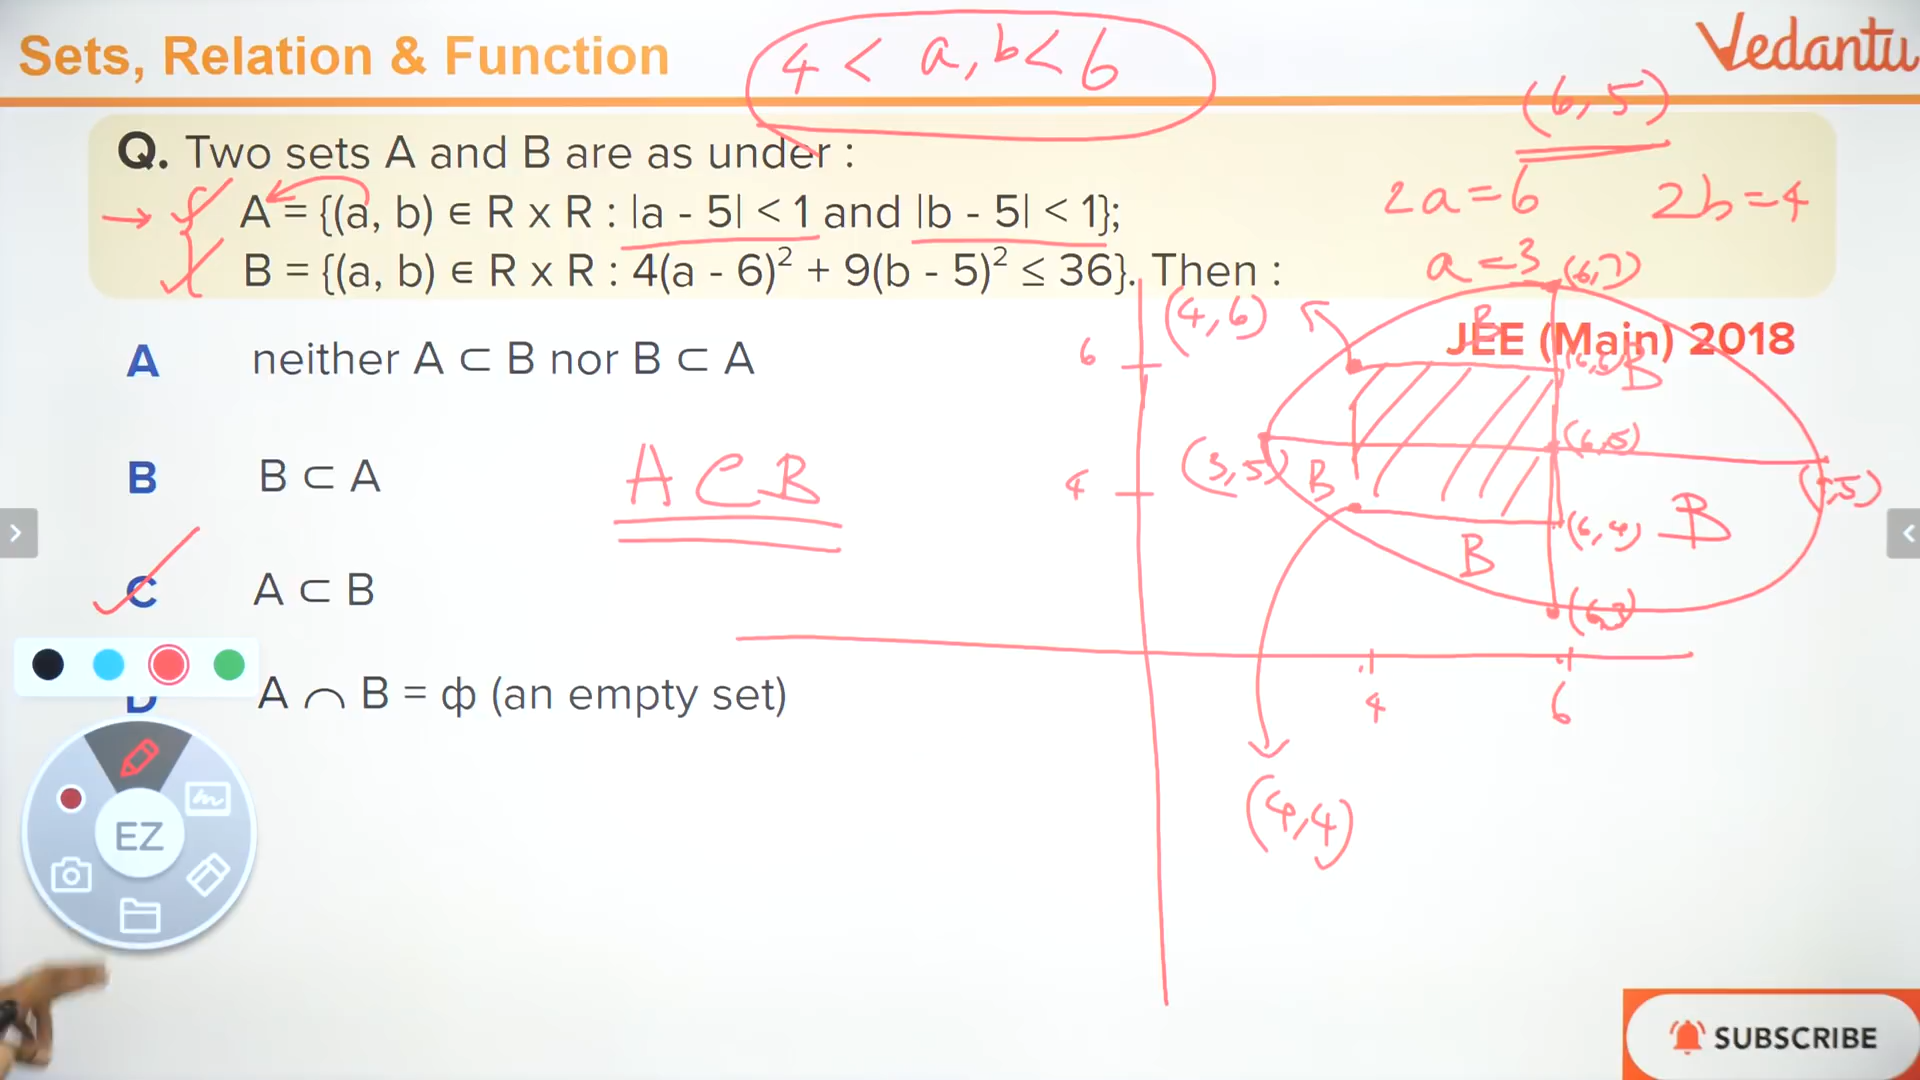 Sets, Relation & Function
4 < a, b < 6
Vedantu
(6, 5)
Q. Two sets A and B are as under :
A = {(a, b) ∈ R x R : |a - 5| < 1 and |b - 5| < 1};
2a = 6 2b = 4
B = {(a, b) ∈ R x R : 4(a - 6)² + 9(b - 5)² ≤ 36}. Then :
a = 3
(6,7)
(4,6)
B
JEE (Main) 2018
6
(6,6)
B
A neither A ⊂ B nor B ⊂ A
(6,5)
B B ⊂ A
A ⊂ B
4
(3,5)
B
,5)
(6,4)
B
B
C A ⊂ B
D A ∩ B = ф (an empty set)
4
6
(4,4)
EZ
SUBSCRIBE